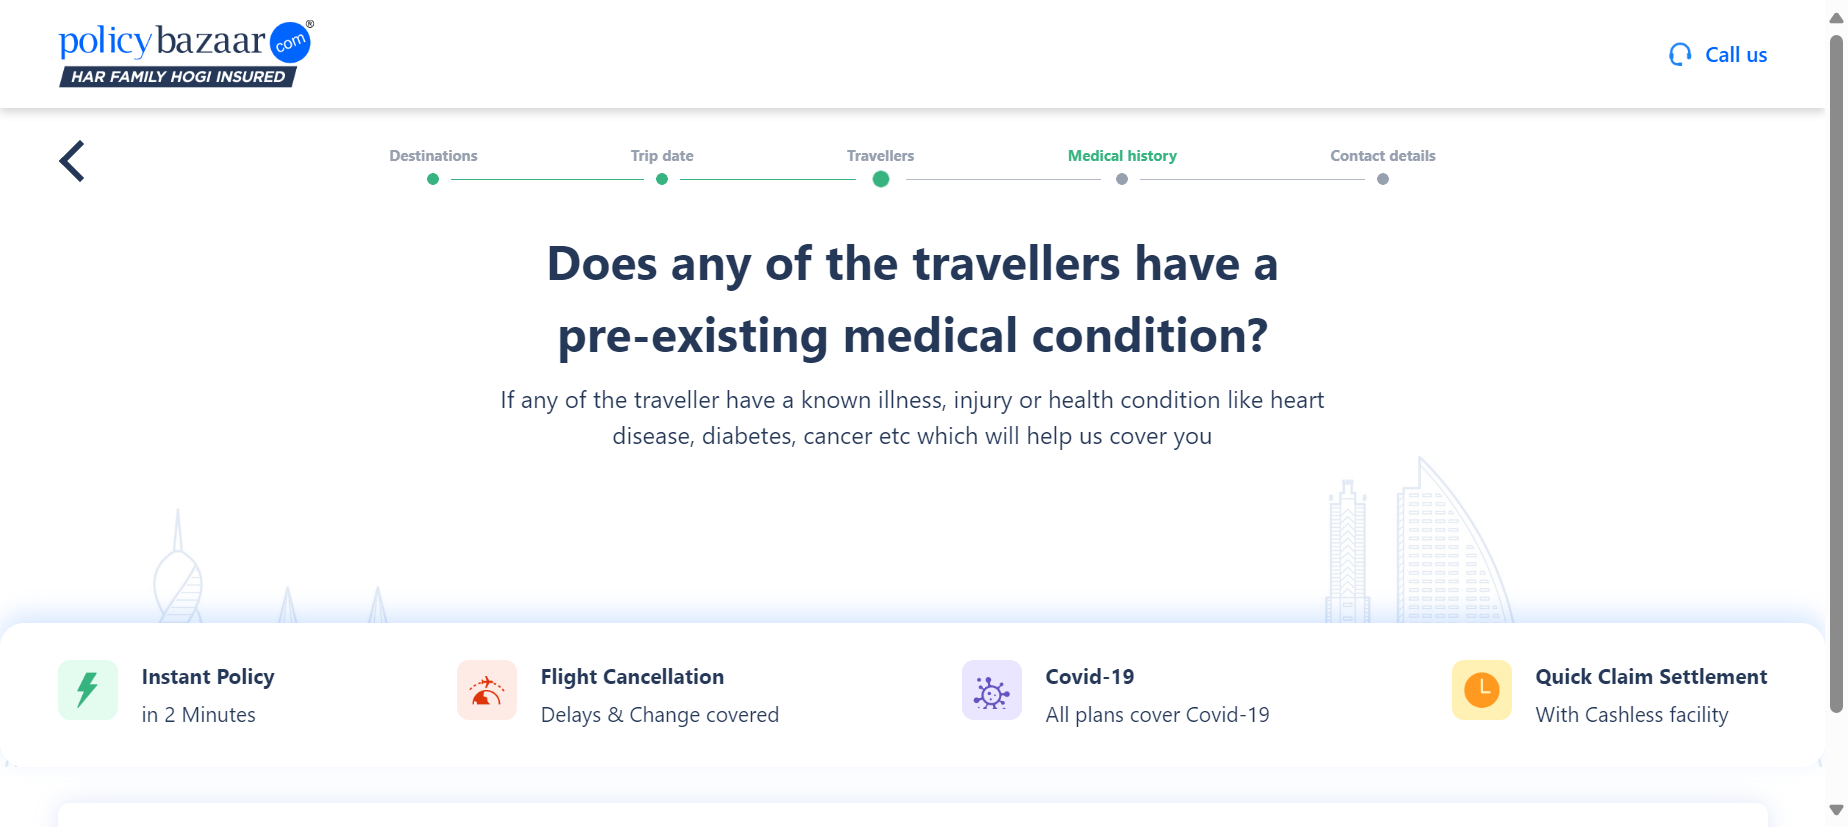 policybazaar com ®
HAR FAMILY HOGI INSURED
Call us
Destinations
Trip date
Travellers
Medical history
Contact details
Does any of the travellers have a
pre-existing medical condition?
If any of the traveller have a known illness, injury or health condition like heart
disease, diabetes, cancer etc which will help us cover you
Instant Policy
in 2 Minutes
Flight Cancellation
Delays & Change covered
Covid-19
All plans cover Covid-19
Quick Claim Settlement
With Cashless facility